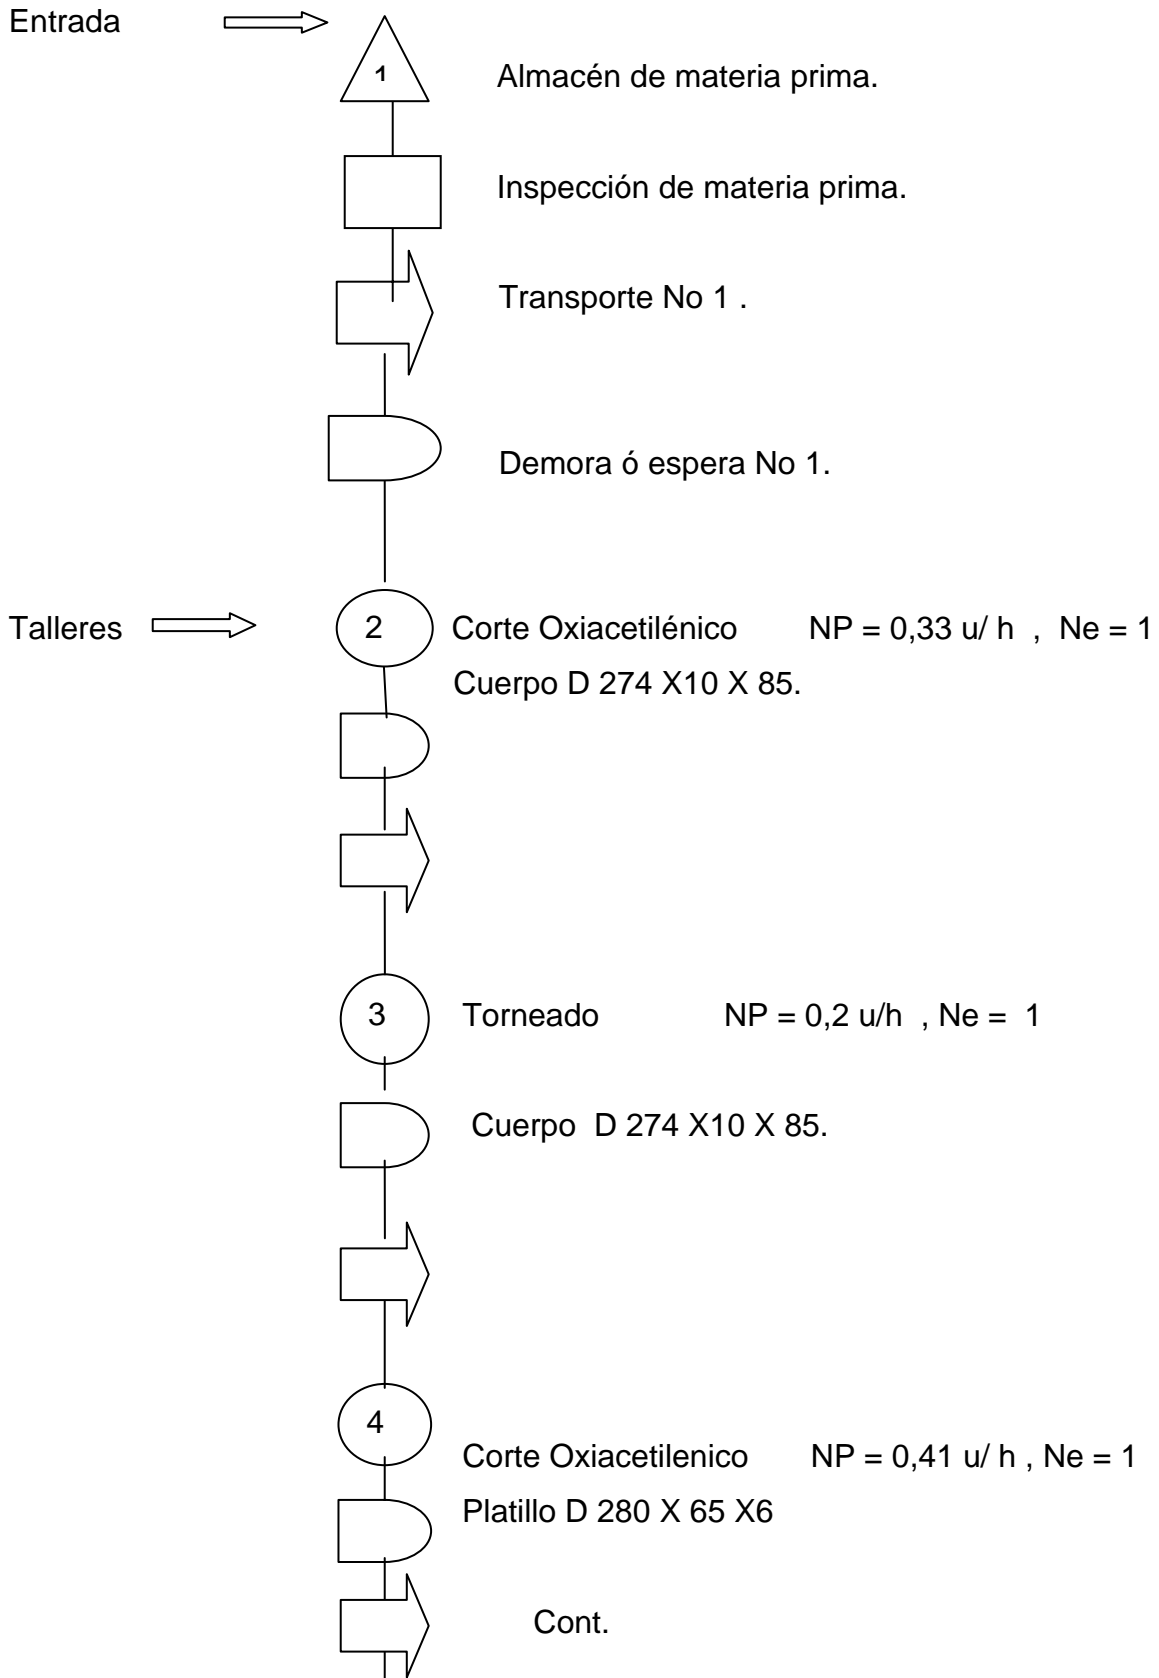 Entrada
1
Almacén de materia prima.
Inspección de materia prima.
Transporte No 1 .
Demora ó espera No 1.
Talleres
2
Corte Oxiacetilénico NP = 0,33 u/ h , Ne = 1
Cuerpo D 274 X10 X 85.
3
Torneado NP = 0,2 u/h , Ne = 1
Cuerpo D 274 X10 X 85.
4
Corte Oxiacetilenico NP = 0,41 u/ h , Ne = 1
Platillo D 280 X 65 X6
Cont.